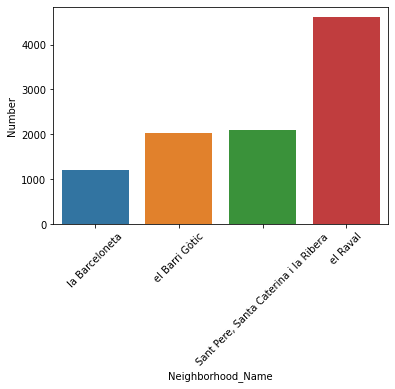 4000
3000
2000
1000
0
Number
la Barceloneta
el Barri Gòtic
Sant Pere, Santa Caterina i la Ribera
el Raval
Neighborhood_Name